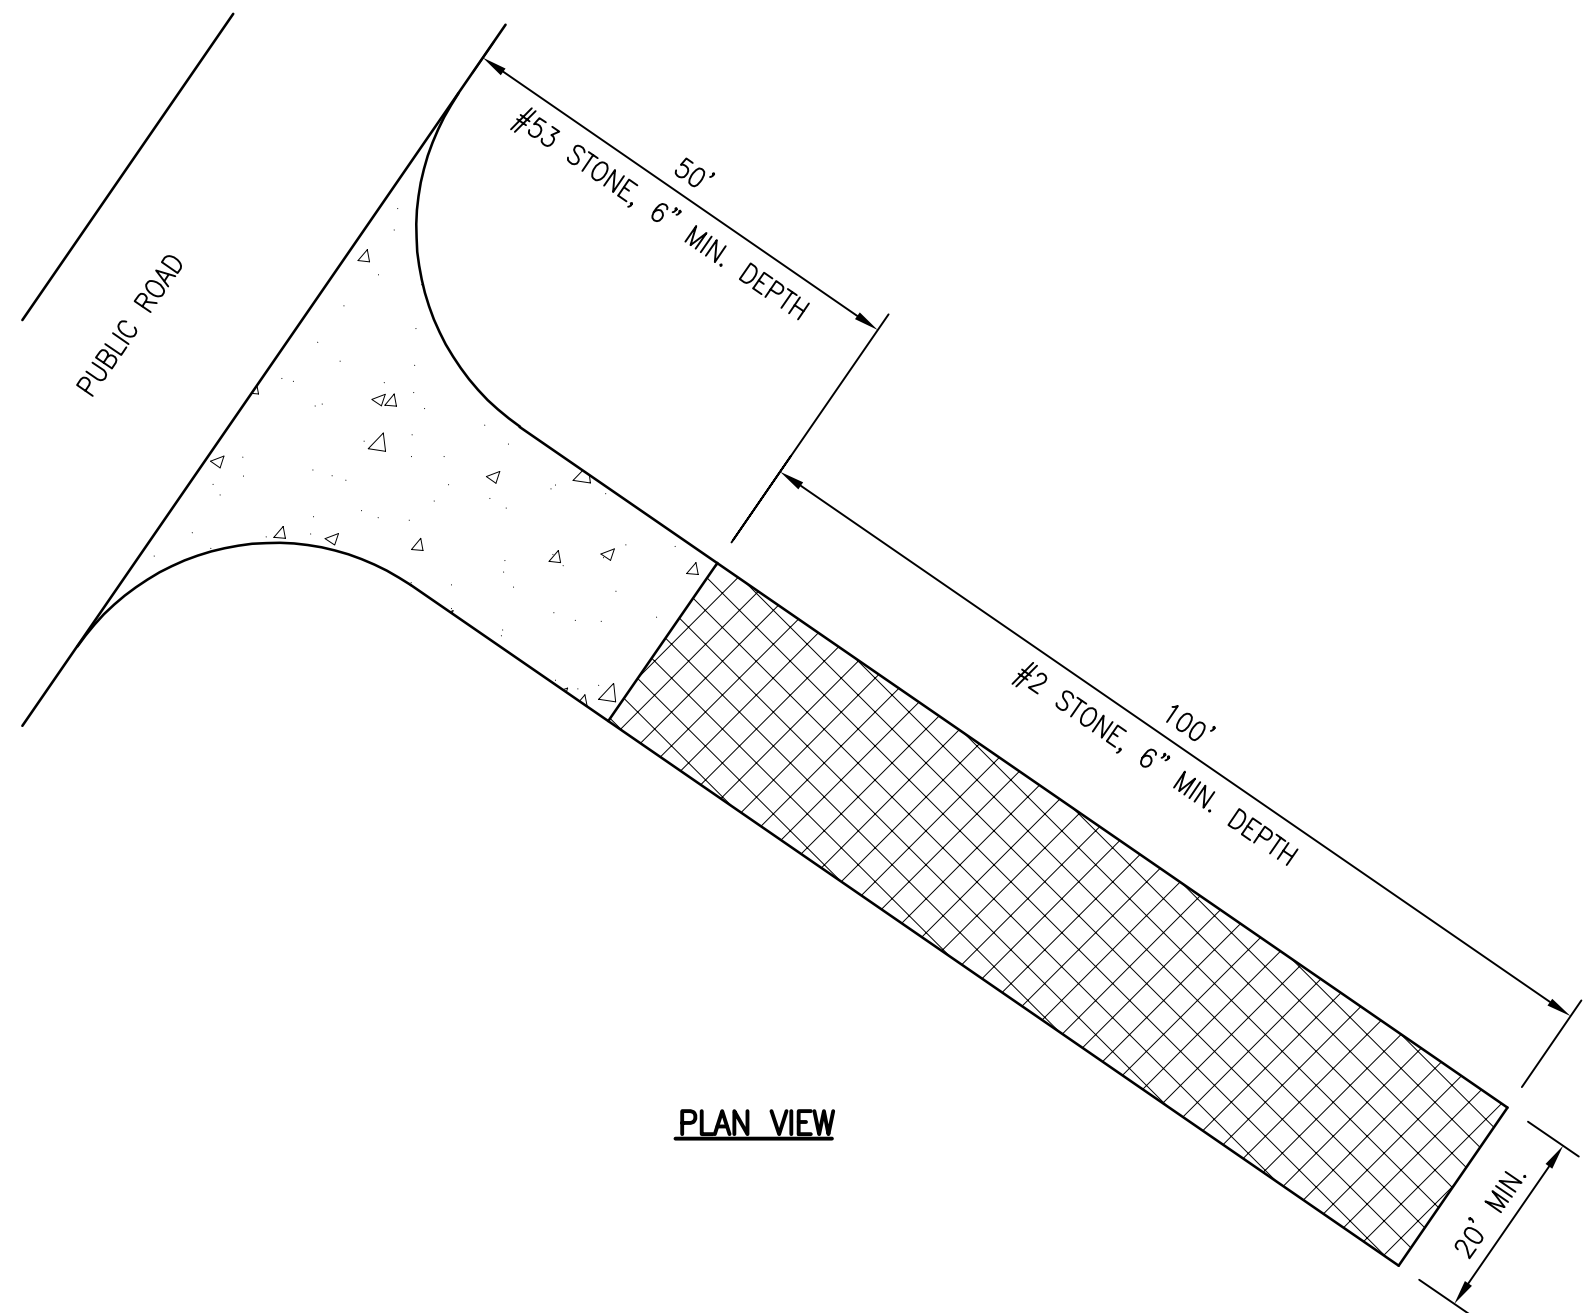 PUBLIC ROAD
50’
#53 STONE, 6” MIN. DEPTH
100’
#2 STONE, 6” MIN. DEPTH
20’ MIN.
PLAN VIEW